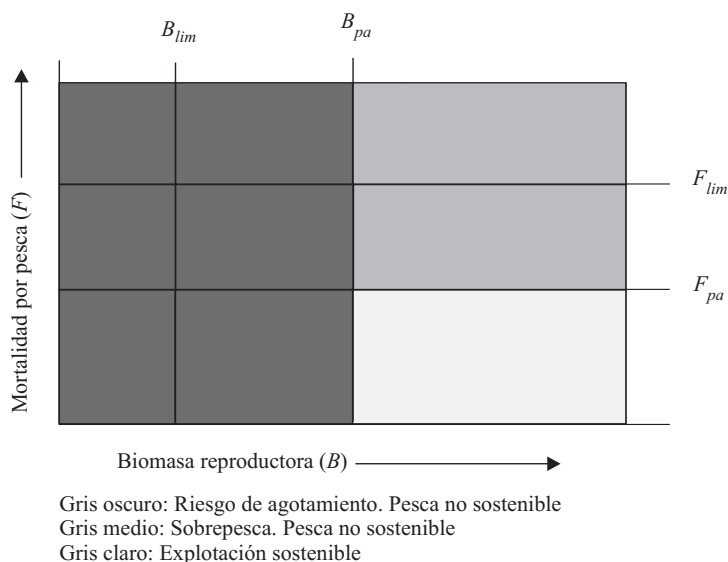 B_lim
B_pa
Mortalidad por pesca (F)
F_lim
F_pa
Biomasa reproductora (B)
Gris oscuro: Riesgo de agotamiento. Pesca no sostenible
Gris medio: Sobrepesca. Pesca no sostenible
Gris claro: Explotación sostenible